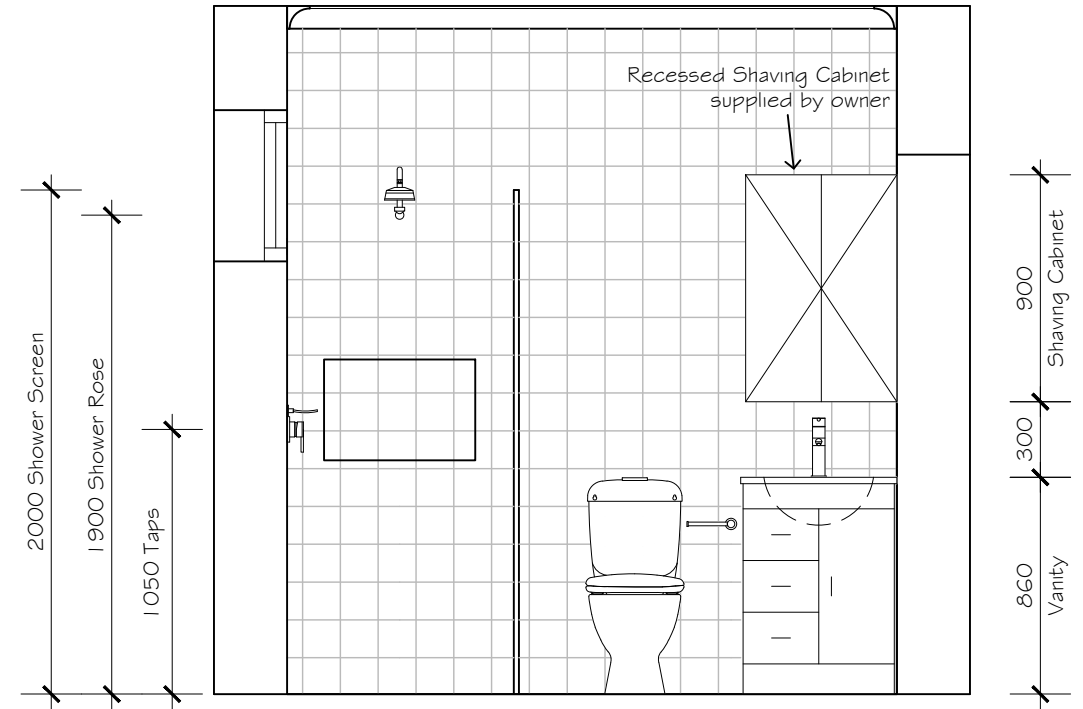 Recessed Shaving Cabinet
supplied by owner
2000 Shower Screen
1900 Shower Rose
1050 Taps
900
Shaving Cabinet
300
860
Vanity